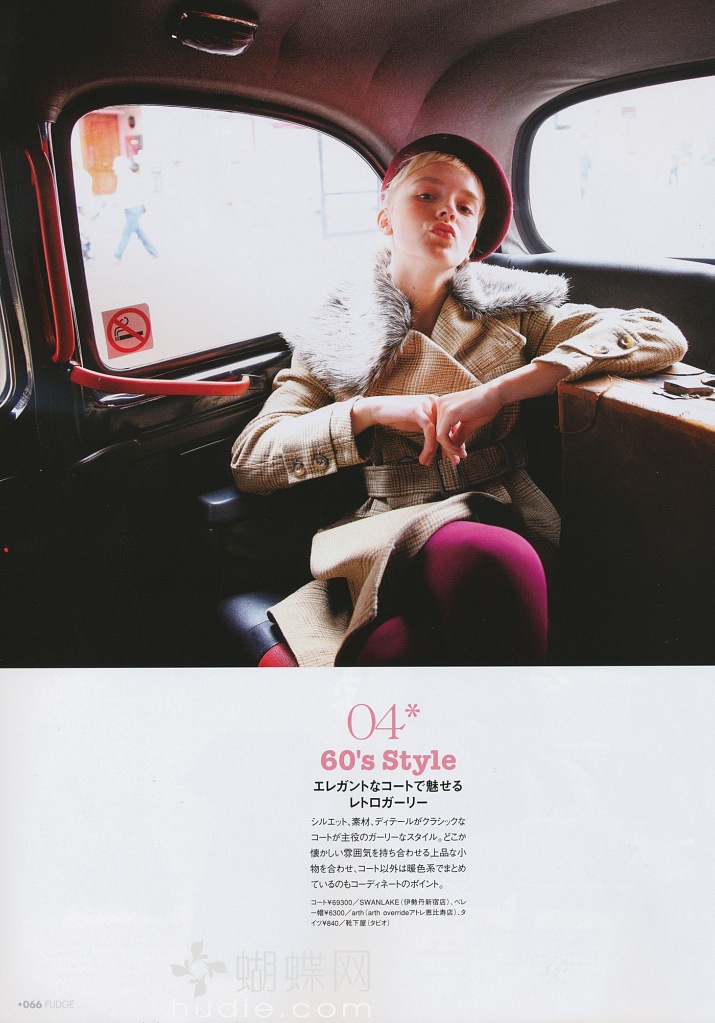 04*
60's Style
エレガントなコートで魅せる
レトロガーリー
シルエット、素材、ディテールがクラシックな
コートが主役のガーリーなスタイル。どこか
懐かしい雰囲気を持ち合わせる上品な小
物を合わせ、コート以外は暖色系でまとめ
ているのもコーディネートのポイント。
コート¥69300／SWANLAKE（伊勢丹新宿店）、ベレ
ー帽¥6300／arth（arth overrideアトレ恵比寿店）、タ
イツ¥840／靴下屋（タビオ）
蝴蝶网
hudie.com
•066 FUDGE